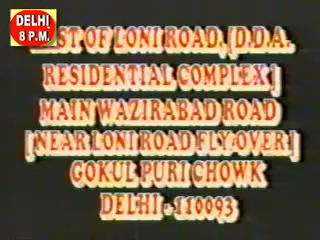 DELHI
8 P.M.
EAST OF LONI ROAD, [D.D.A.
RESIDENTIAL COMPLEX ]
MAIN WAZIRABAD ROAD
[ NEAR LONI ROAD FLY OVER ]
GOKUL PURI CHOWK
DELHI - 110093